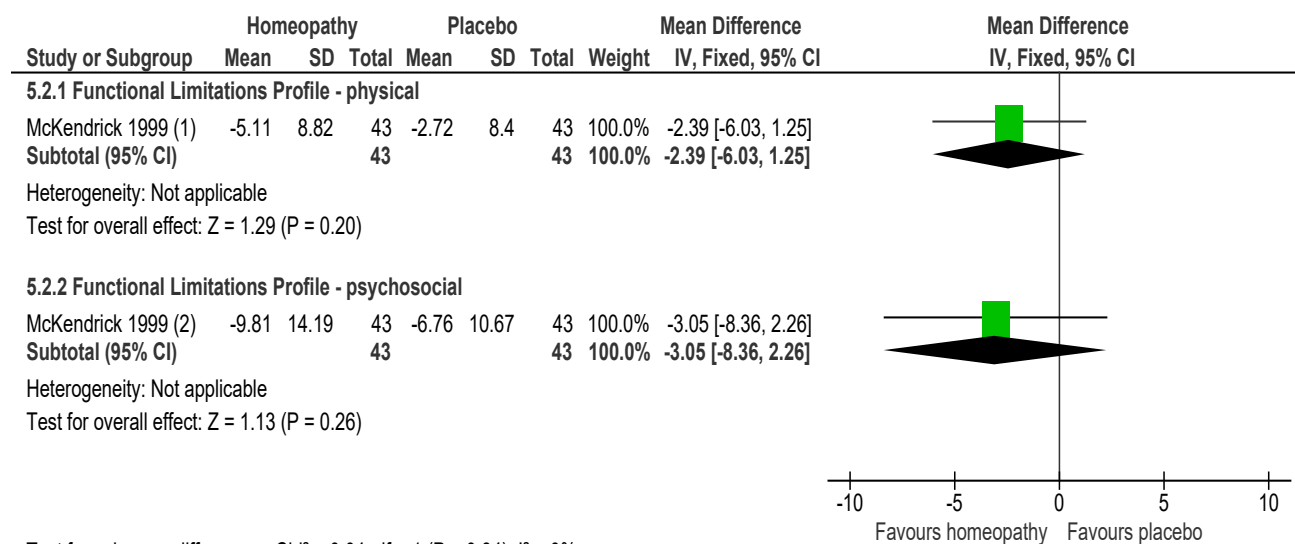 Homeopathy Placebo Mean Difference Mean Difference
Study or Subgroup Mean SD Total Mean SD Total Weight IV, Fixed, 95% CI IV, Fixed, 95% CI
5.2.1 Functional Limitations Profile - physical
McKendrick 1999 (1) -5.11 8.82 43 -2.72 8.4 43 100.0% -2.39 [-6.03, 1.25]
Subtotal (95% CI) 43 43 100.0% -2.39 [-6.03, 1.25]
Heterogeneity: Not applicable
Test for overall effect: Z = 1.29 (P = 0.20)
5.2.2 Functional Limitations Profile - psychosocial
McKendrick 1999 (2) -9.81 14.19 43 -6.76 10.67 43 100.0% -3.05 [-8.36, 2.26]
Subtotal (95% CI) 43 43 100.0% -3.05 [-8.36, 2.26]
Heterogeneity: Not applicable
Test for overall effect: Z = 1.13 (P = 0.26)
-10 -5 0 5 10
Favours homeopathy Favours placebo